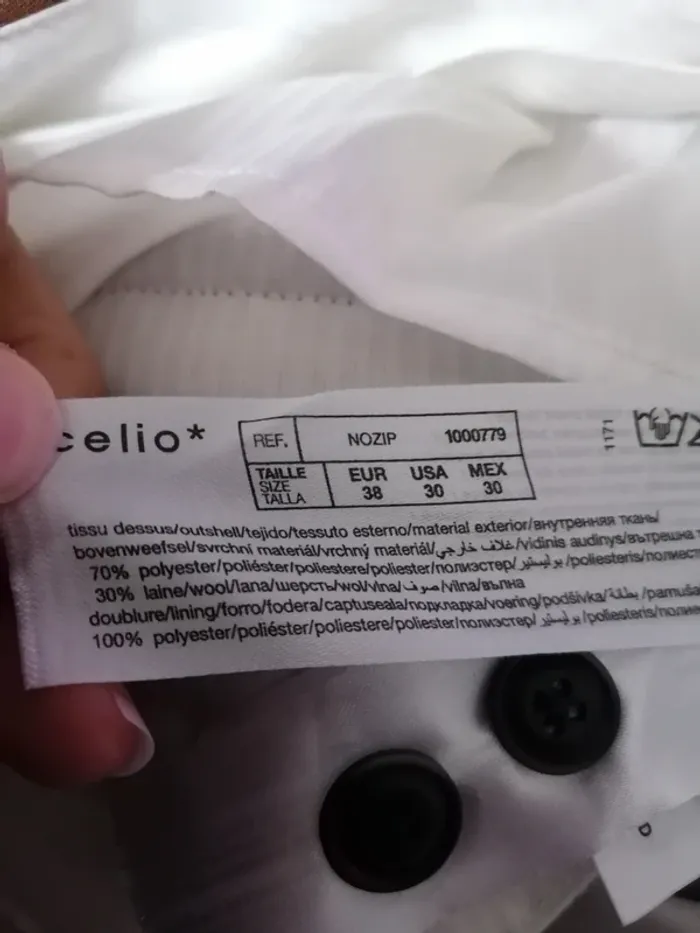 celio*
REF. NOZIP 1000779
TAILLE SIZE TALLA
EUR USA MEX
38 30 30
1171
tissu dessus/outshell/tejido/tessuto esterno/material exterior/внутренняя ткань/
bovenweefsel/svrchní materiál/vrchný materiál/غلاف خارجي/vidinis audinys/вътрешна
70% polyester/poliéster/poliestere/poliester/полиэстер/بوليستير/poliesteris/
30% laine/wool/lana/шерсть/wol/vlna/صوف/vilna/вълна
doublure/lining/forro/fodera/captuseala/подкладка/voering/podšívka/بطانة/
100% polyester/poliéster/poliestere/poliester/полиэстер/بوليستير/poliesteris/
D